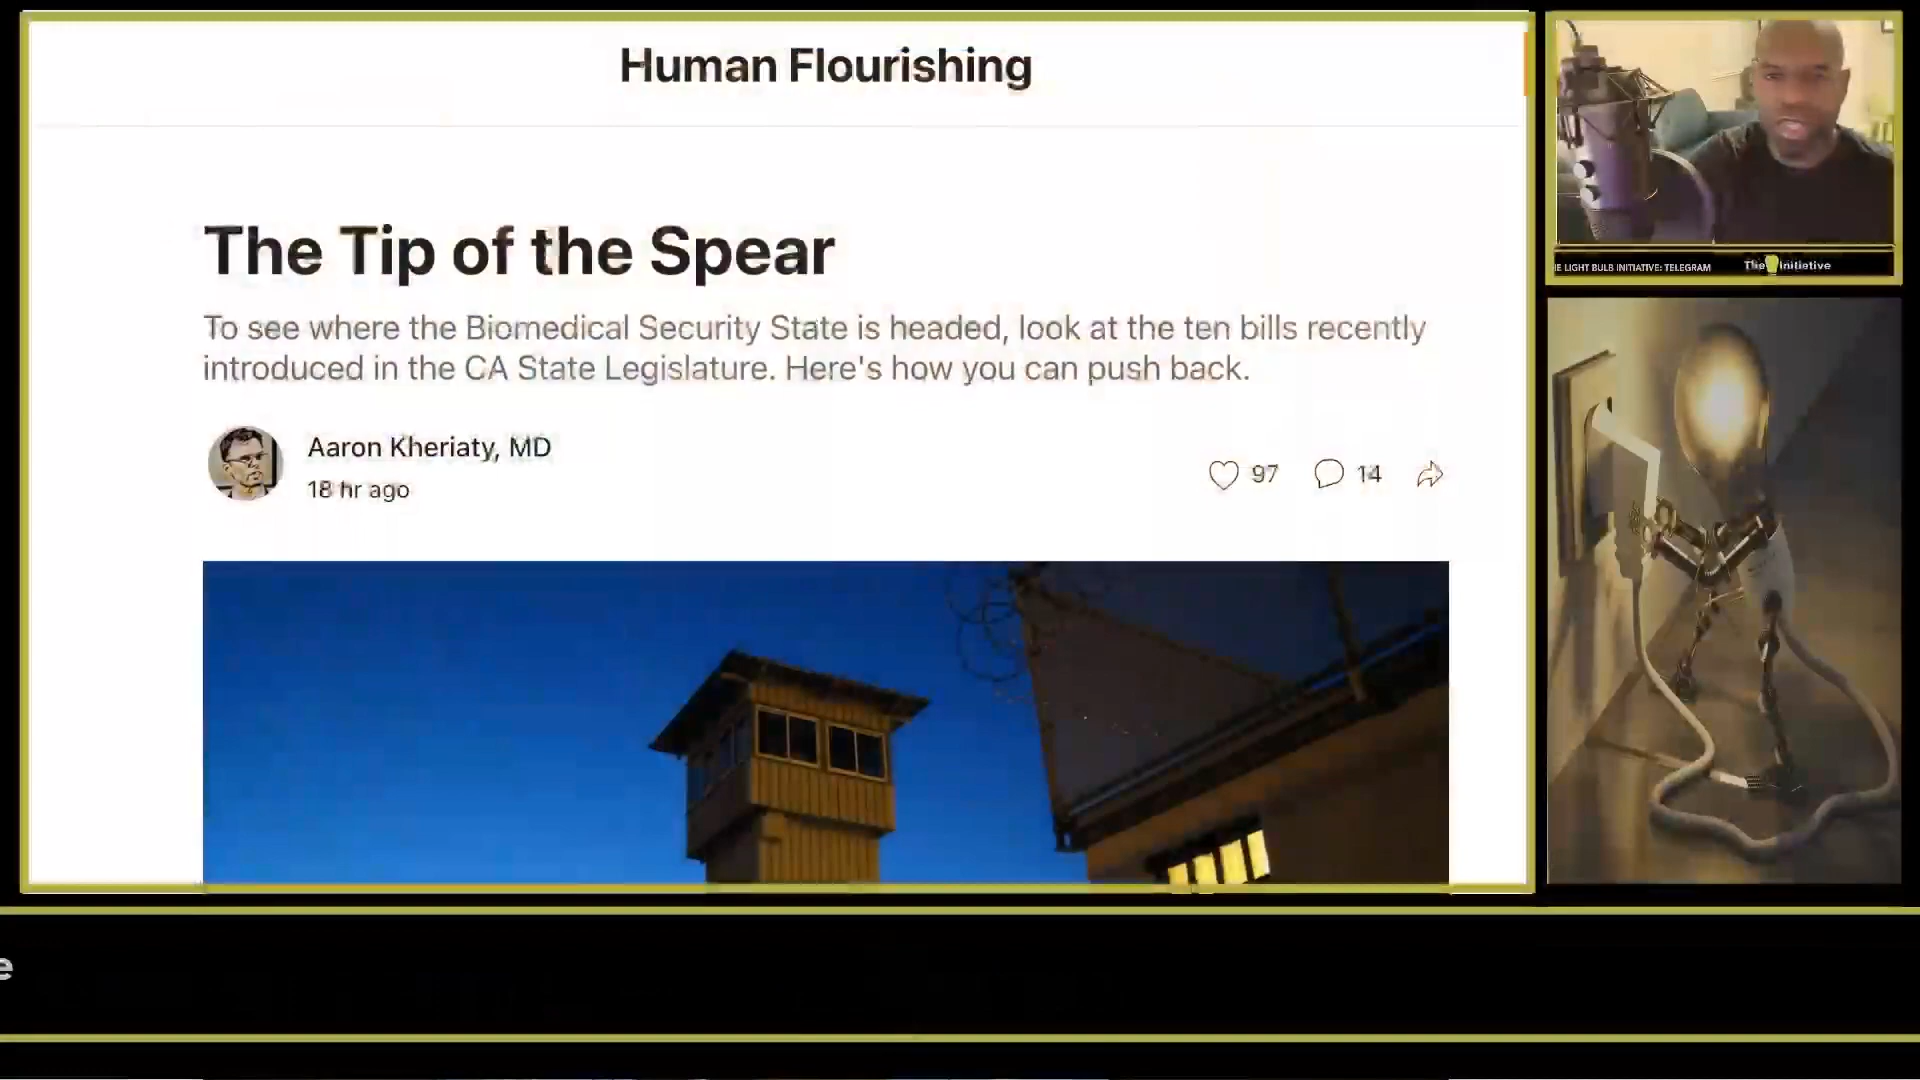 Human Flourishing
The Tip of the Spear
To see where the Biomedical Security State is headed, look at the ten bills recently
introduced in the CA State Legislature. Here's how you can push back.
Aaron Kheriaty, MD
18 hr ago
97
14
E LIGHT BULB INITIATIVE: TELEGRAM
The initiative
e